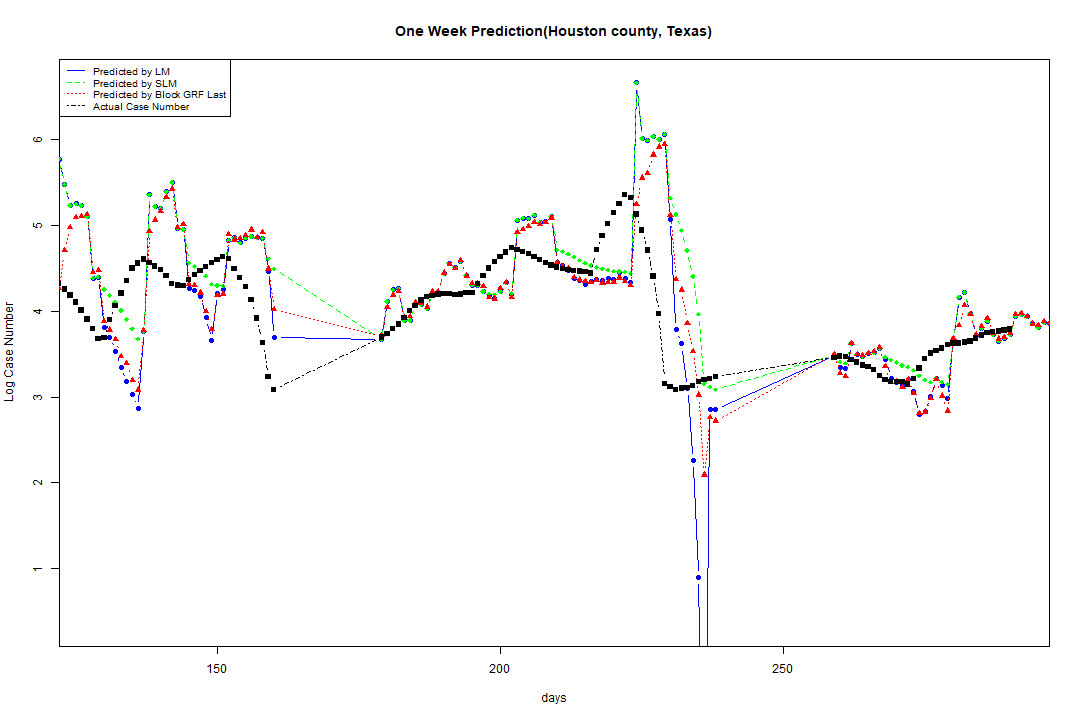 One Week Prediction(Houston county, Texas)
Predicted by LM
Predicted by SLM
Predicted by Block GRF Last
Actual Case Number
6
5
4
3
2
1
Log Case Number
150 200 250
days